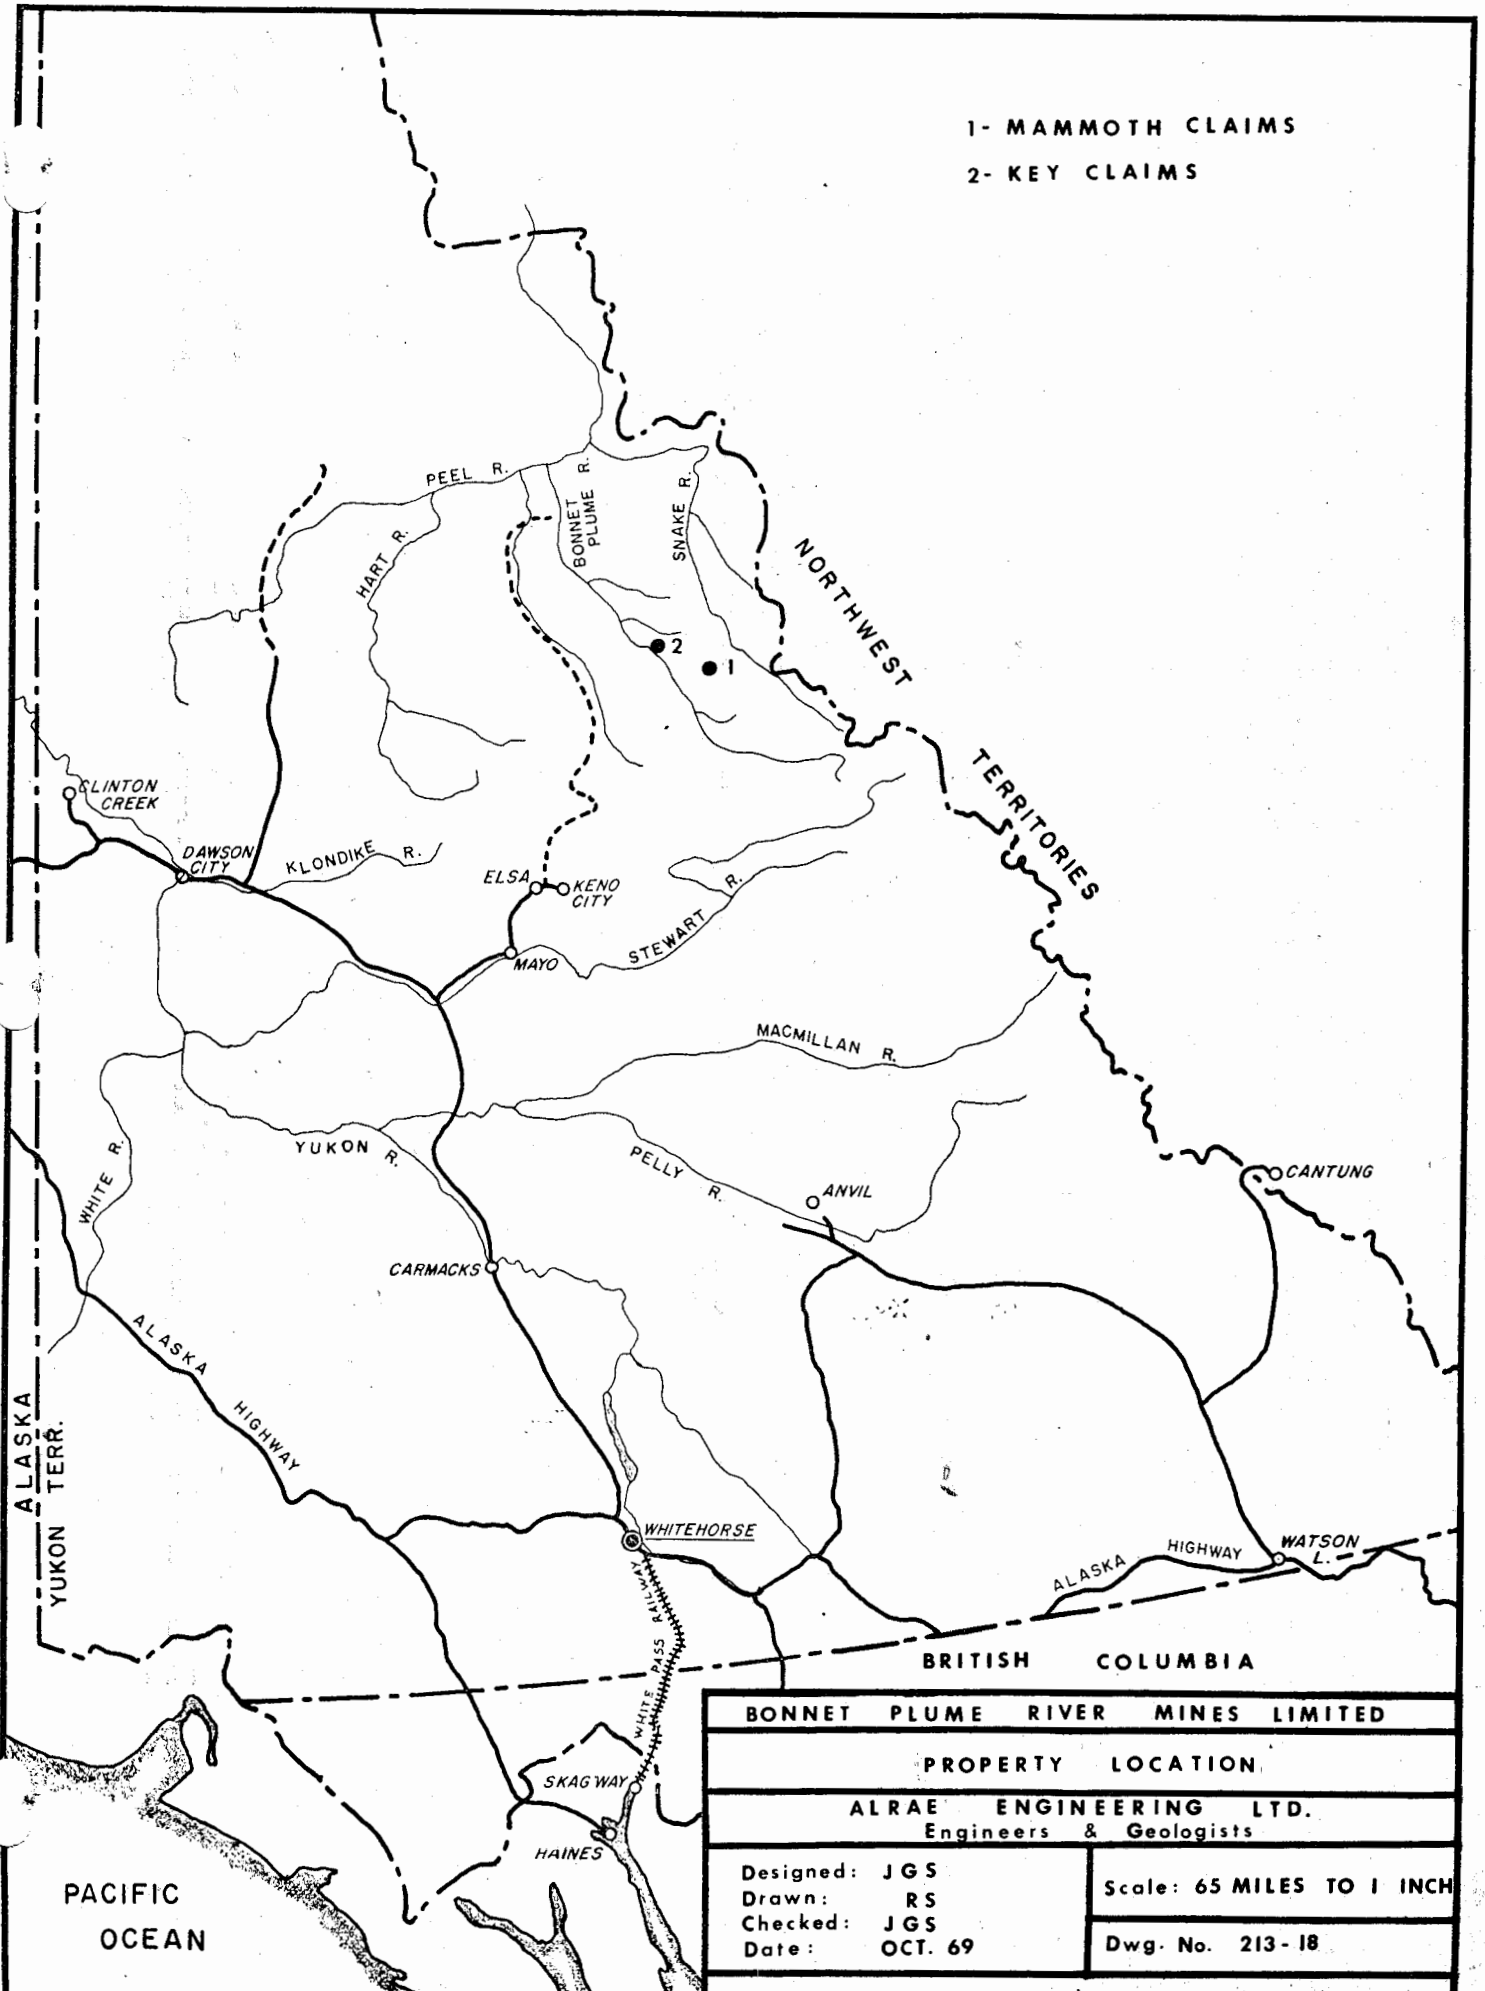 1- MAMMOTH CLAIMS
2- KEY CLAIMS
PEEL R.
BONNET
PLUME R.
SNAKE R.
HART R.
NORTHWEST
TERRITORIES
2
1
CLINTON
CREEK
DAWSON
CITY
KLONDIKE R.
ELSA
KENO
CITY
STEWART R.
MAYO
MACMILLAN R.
YUKON R.
WHITE R.
PELLY R.
ANVIL
CANTUNG
CARMACKS
ALASKA HIGHWAY
ALASKA
YUKON TERR.
WHITEHORSE
WATSON
L.
ALASKA HIGHWAY
WHITE PASS RAILWAY
BRITISH COLUMBIA
SKAGWAY
HAINES
PACIFIC
OCEAN
BONNET PLUME RIVER MINES LIMITED
PROPERTY LOCATION
ALRAE ENGINEERING LTD.
Engineers & Geologists
Designed: JGS
Drawn: RS
Checked: JGS
Date: OCT. 69
Scale: 65 MILES TO 1 INCH
Dwg. No. 213-18